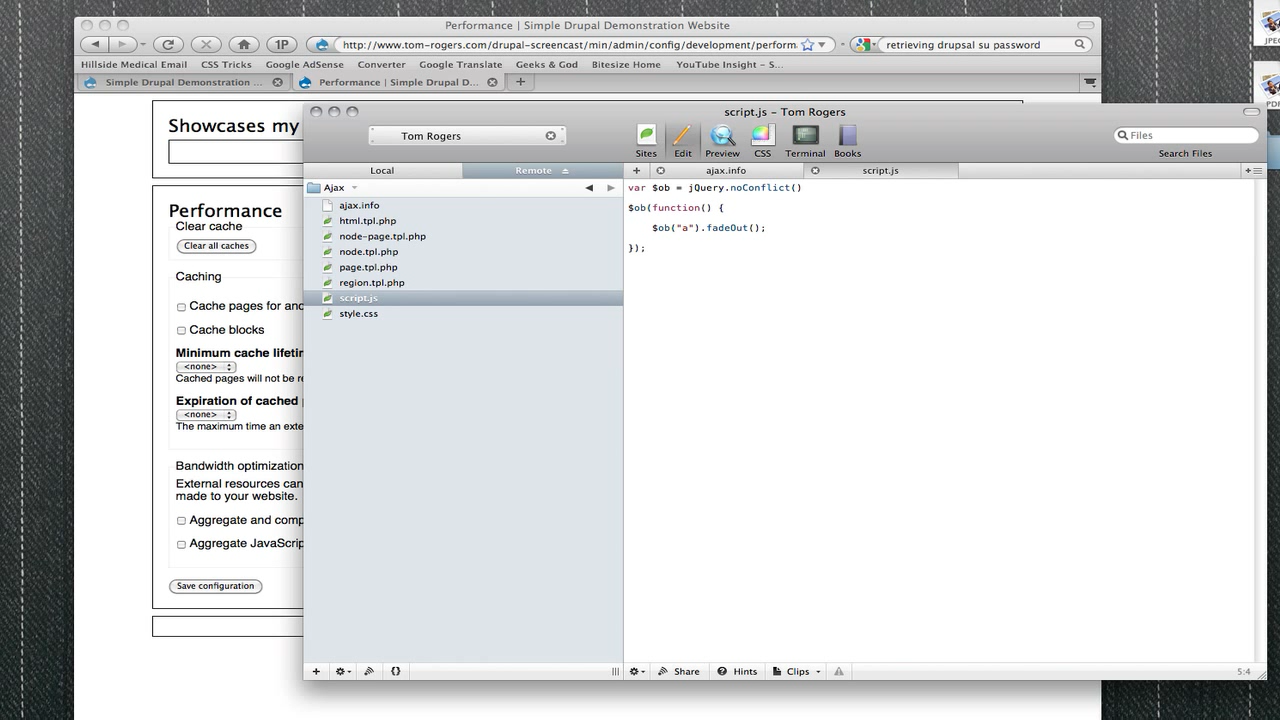 Performance | Simple Drupal Demonstration Website
1P
http://www.tom-rogers.com/drupal-screencast/min/admin/config/development/perform
retrieving drupsal su password
Hillside Medical Email CSS Tricks Google AdSense Converter Google Translate Geeks & God Bitesize Home YouTube Insight – S...
Simple Drupal Demonstration ... Performance | Simple Drupal D... +
Showcases my
Performance
Clear cache
Clear all caches
Caching
Cache pages for
Cache blocks
Minimum cache
<none>
Cached pages will not be
Expiration of cached
<none>
The maximum time an
Bandwidth optimization
External resources can
made to your website.
Aggregate and
Aggregate
Save configuration
script.js – Tom Rogers
Tom Rogers
Sites Edit Preview CSS Terminal Books
Files
Search Files
Local Remote
Ajax
ajax.info
html.tpl.php
node-page.tpl.php
node.tpl.php
page.tpl.php
region.tpl.php
script.js
style.css
+ ajax.info script.js
var $ob = jQuery.noConflict()
$ob(function() {
$ob("a").fadeOut();
});
+ {} Share Hints Clips 5:4
JPEG
PDF